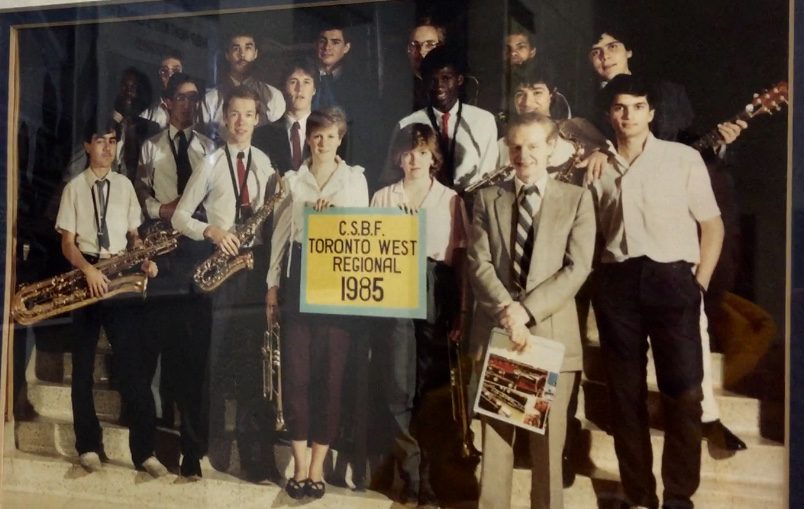 C.S.B.F.
TORONTO WEST
REGIONAL
1985